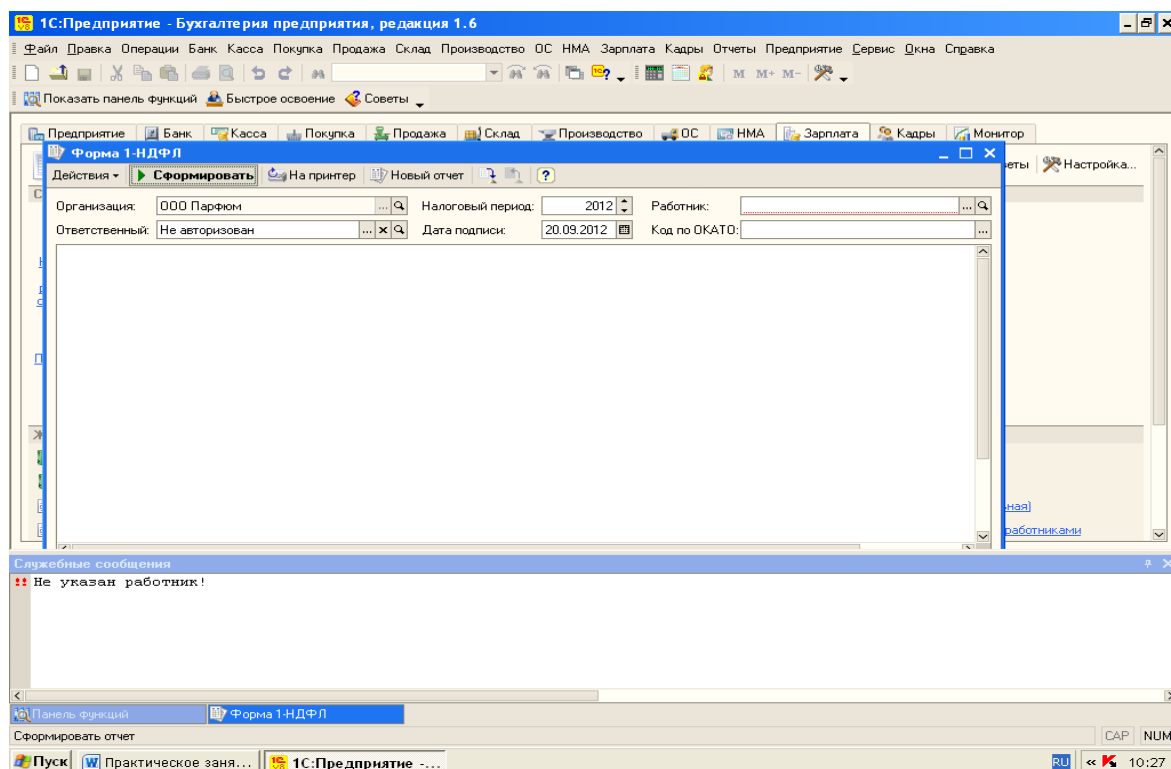 1С:Предприятие - Бухгалтерия предприятия, редакция 1.6
Файл Правка Операции Банк Касса Покупка Продажа Склад Производство ОС НМА Зарплата Кадры Отчеты Предприятие Сервис Окна Справка
M M+ M-
Показать панель функций Быстрое освоение Советы
Предприятие Банк Касса Покупка Продажа Склад Производство ОС НМА Зарплата Кадры Монитор
Форма 1-НДФЛ
Настройка...
Действия Сформировать На принтер Новый отчет
Организация: ООО Парфюм ... Налоговый период: 2012 Работник: ...
Ответственный: Не авторизован ... Дата подписи: 20.09.2012 Код по ОКАТО: ...
ная)
работниками
Служебные сообщения
!! Не указан работник!
Панель функций Форма 1-НДФЛ
Сформировать отчет CAP NUM
Пуск Практическое заня... 1С:Предприятие -... RU « 10:27